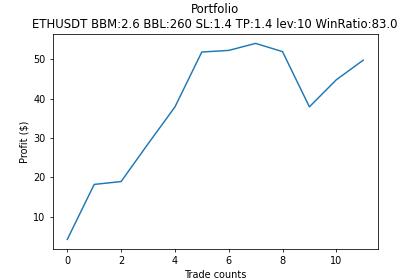 Portfolio
ETHUSDT BBM:2.6 BBL:260 SL:1.4 TP:1.4 lev:10 WinRatio:83.0
50
40
30
20
10
Profit ($)
0 2 4 6 8 10
Trade counts